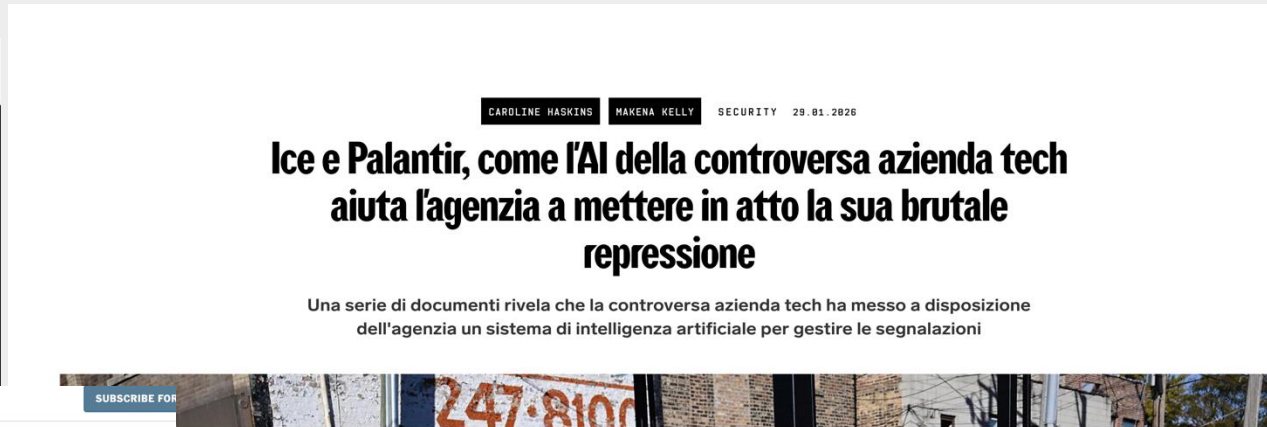 CAROLINE HASKINS MAKENA KELLY SECURITY 29.01.2026
Ice e Palantir, come l'AI della controversa azienda tech
aiuta l'agenzia a mettere in atto la sua brutale
repressione
Una serie di documenti rivela che la controversa azienda tech ha messo a disposizione
dell'agenzia un sistema di intelligenza artificiale per gestire le segnalazioni
SUBSCRIBE FOR
247-8100